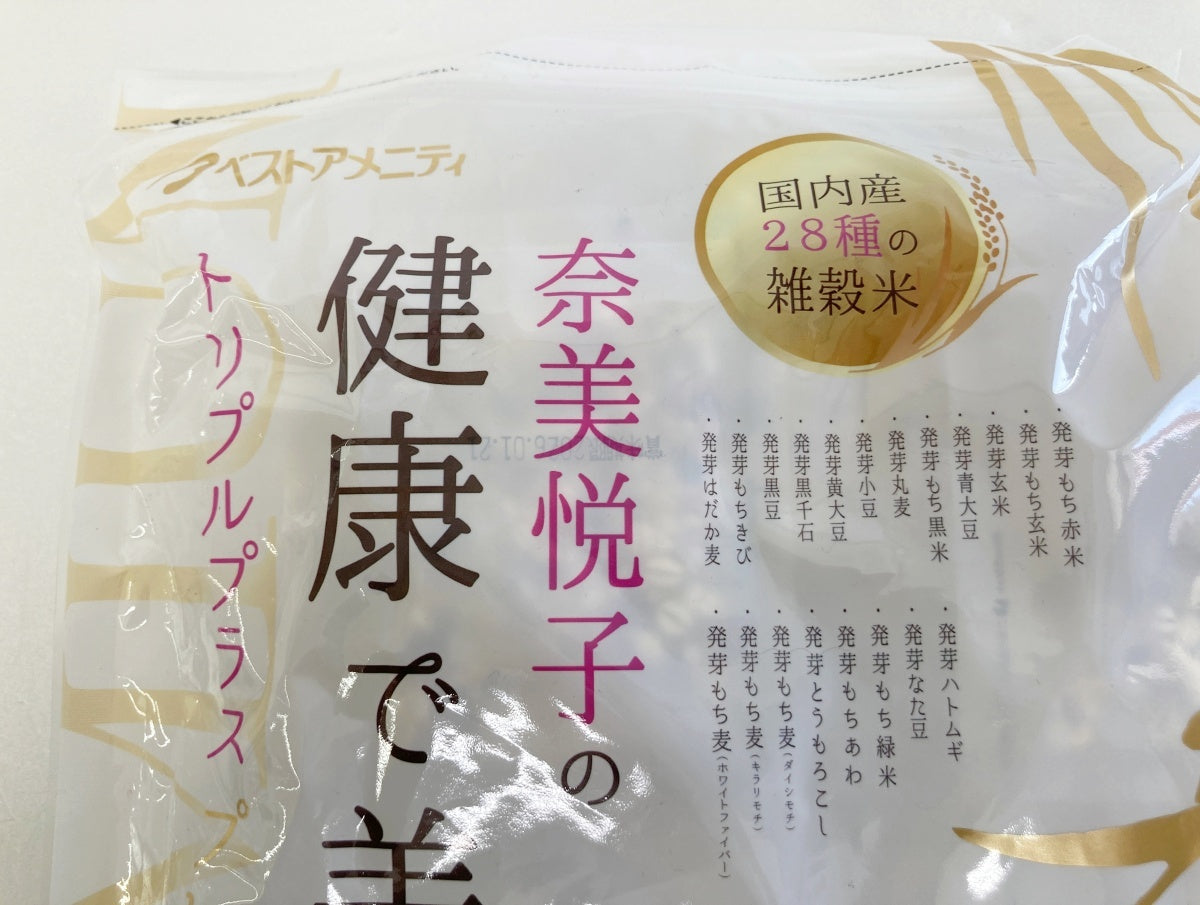 ベストアメニティ
国内産
28種の
雑穀米
奈美悦子の
健康で美
トリプルプラス
・発芽もち赤米
・発芽もち玄米
・発芽玄米
・発芽青大豆
・発芽もち黒米
・発芽丸麦
・発芽小豆
・発芽黄大豆
・発芽黒千石
・発芽黒豆
・発芽もちきび
・発芽はだか麦
・発芽ハトムギ
・発芽なた豆
・発芽もち緑米
・発芽もちあわ
・発芽とうもろこし
・発芽もち麦(ダイシモチ)
・発芽もち麦(キラリモチ)
・発芽もち麦(ホワイトファイバー)